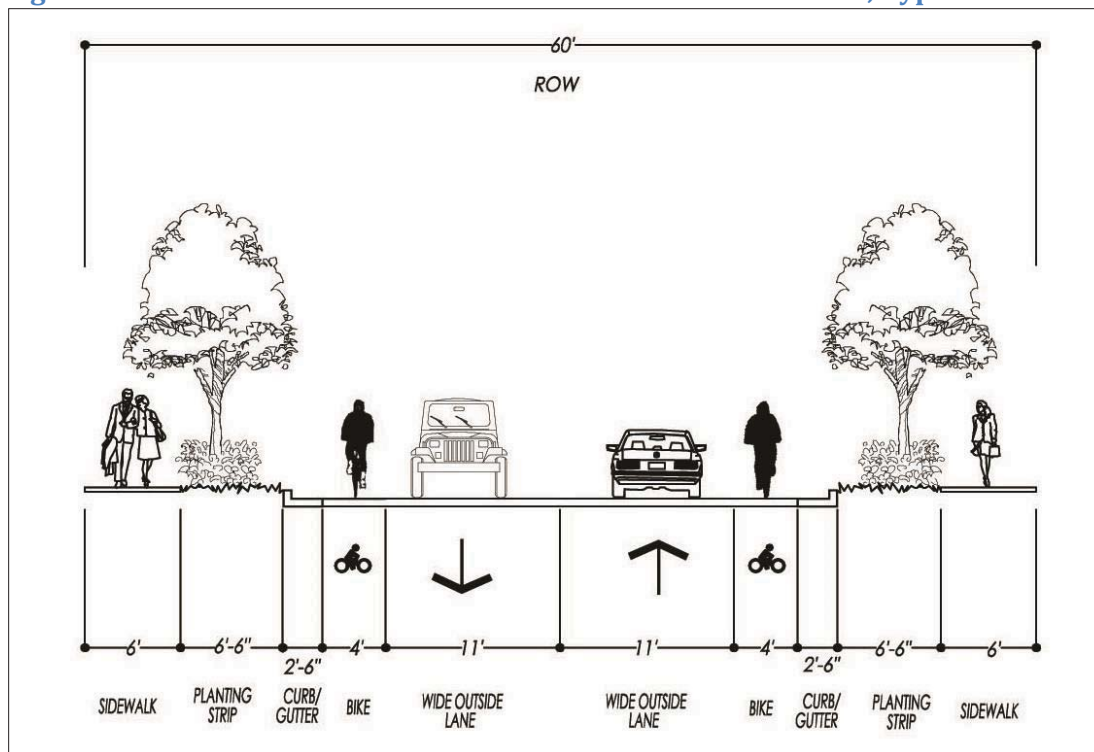 60'
ROW
6'
6'-6"
2'-6"
4'
11'
11'
4'
2'-6"
6'-6"
6'
SIDEWALK
PLANTING
STRIP
CURB/
GUTTER
BIKE
WIDE OUTSIDE
LANE
WIDE OUTSIDE
LANE
BIKE
CURB/
GUTTER
PLANTING
STRIP
SIDEWALK